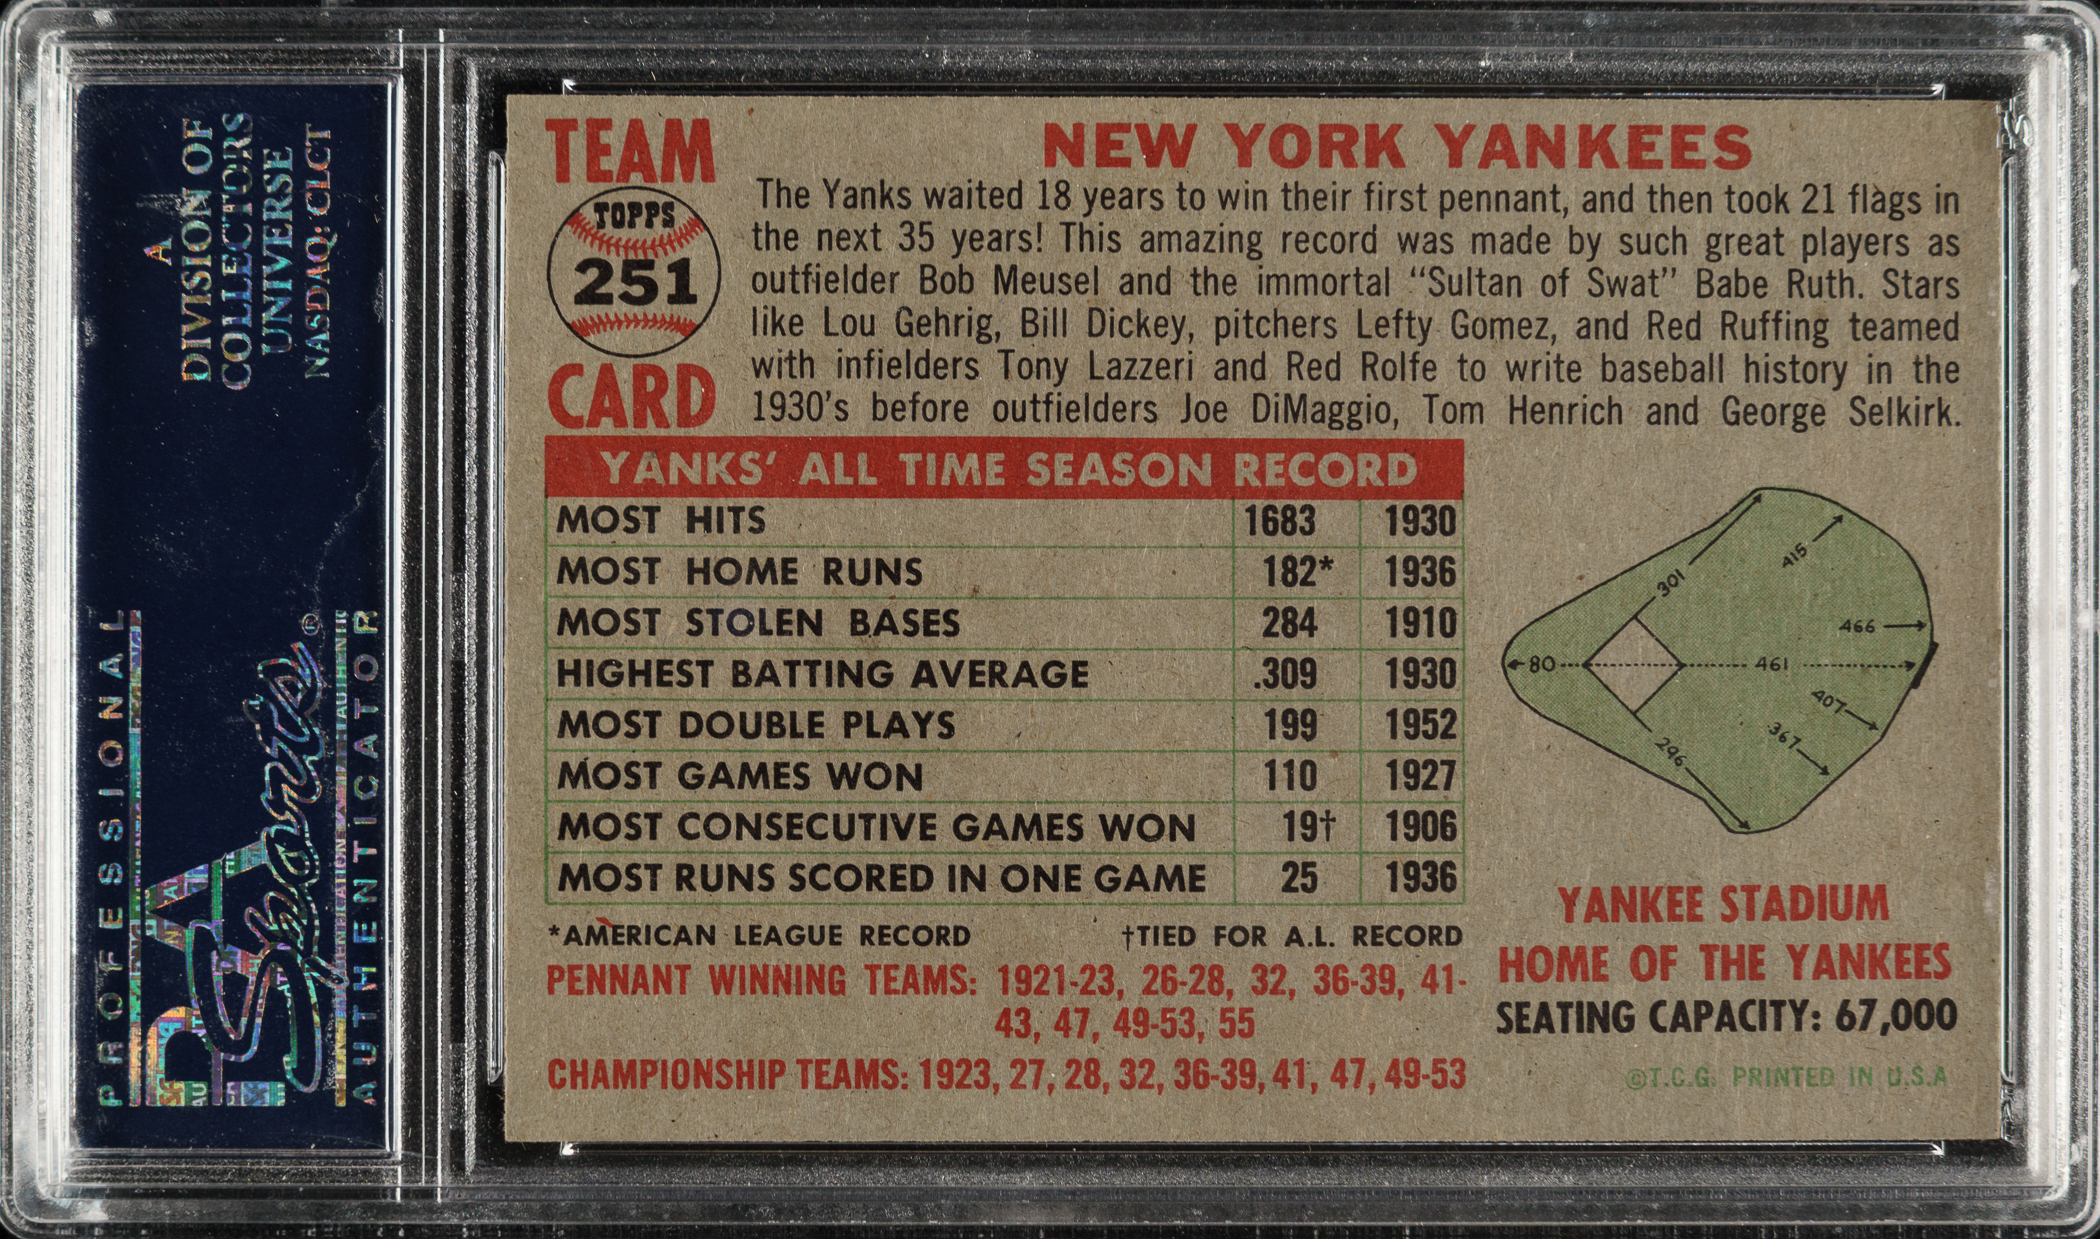 A
DIVISION OF
COLLECTORS
UNIVERSE
NASDAQ: CLCT
PROFESSIONAL
PSA
Sports®
AUTHENTICATOR
TEAM
TOPPS
251
CARD
NEW YORK YANKEES
The Yanks waited 18 years to win their first pennant, and then took 21 flags in
the next 35 years! This amazing record was made by such great players as
outfielder Bob Meusel and the immortal "Sultan of Swat" Babe Ruth. Stars
like Lou Gehrig, Bill Dickey, pitchers Lefty Gomez, and Red Ruffing teamed
with infielders Tony Lazzeri and Red Rolfe to write baseball history in the
1930's before outfielders Joe DiMaggio, Tom Henrich and George Selkirk.
YANKS' ALL TIME SEASON RECORD
MOST HITS 1683 1930
MOST HOME RUNS 182* 1936
MOST STOLEN BASES 284 1910
HIGHEST BATTING AVERAGE .309 1930
MOST DOUBLE PLAYS 199 1952
MOST GAMES WON 110 1927
MOST CONSECUTIVE GAMES WON 19† 1906
MOST RUNS SCORED IN ONE GAME 25 1936
*AMERICAN LEAGUE RECORD †TIED FOR A.L. RECORD
PENNANT WINNING TEAMS: 1921-23, 26-28, 32, 36-39, 41-
43, 47, 49-53, 55
CHAMPIONSHIP TEAMS: 1923, 27, 28, 32, 36-39, 41, 47, 49-53
301
415
466
80
461
407
367
296
YANKEE STADIUM
HOME OF THE YANKEES
SEATING CAPACITY: 67,000
©T.C.G. PRINTED IN U.S.A